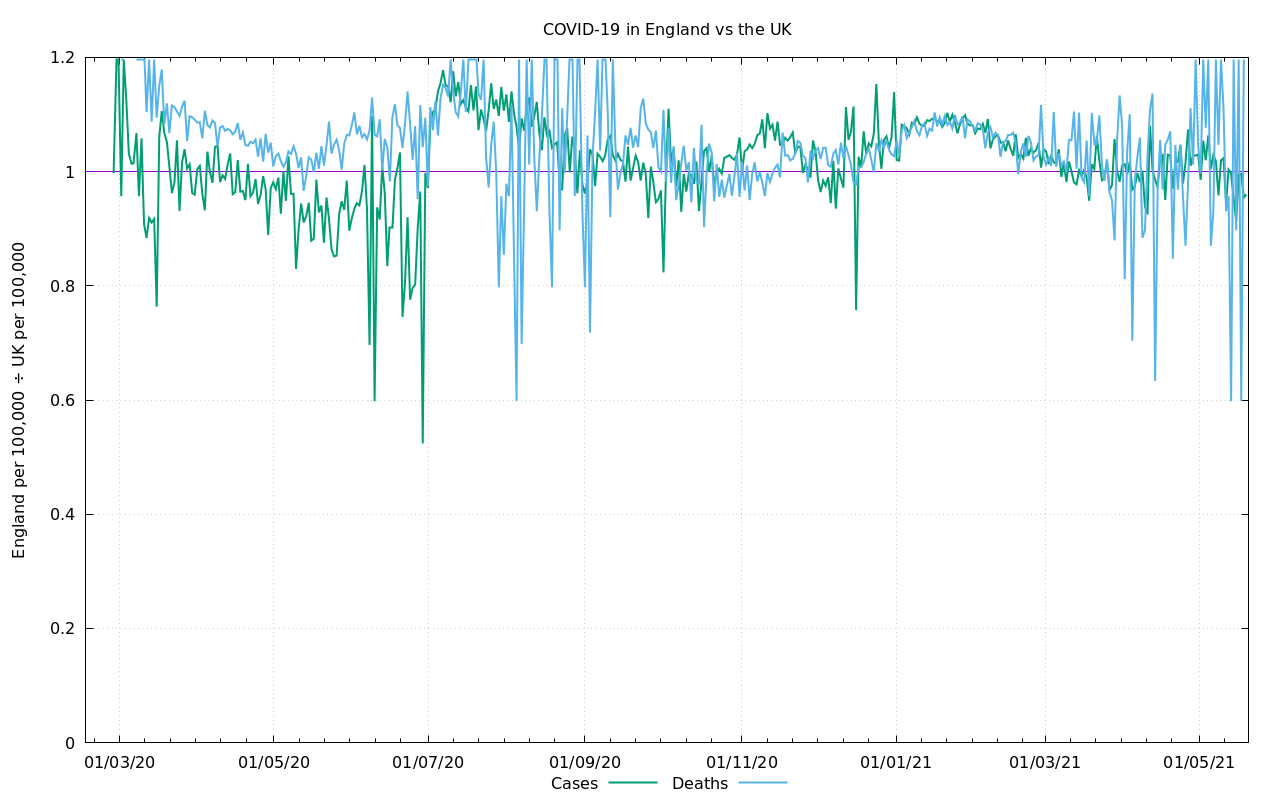 COVID-19 in England vs the UK
England per 100,000 ÷ UK per 100,000
1.2
1
0.8
0.6
0.4
0.2
0
01/03/20 01/05/20 01/07/20 01/09/20 01/11/20 01/01/21 01/03/21 01/05/21
Cases Deaths